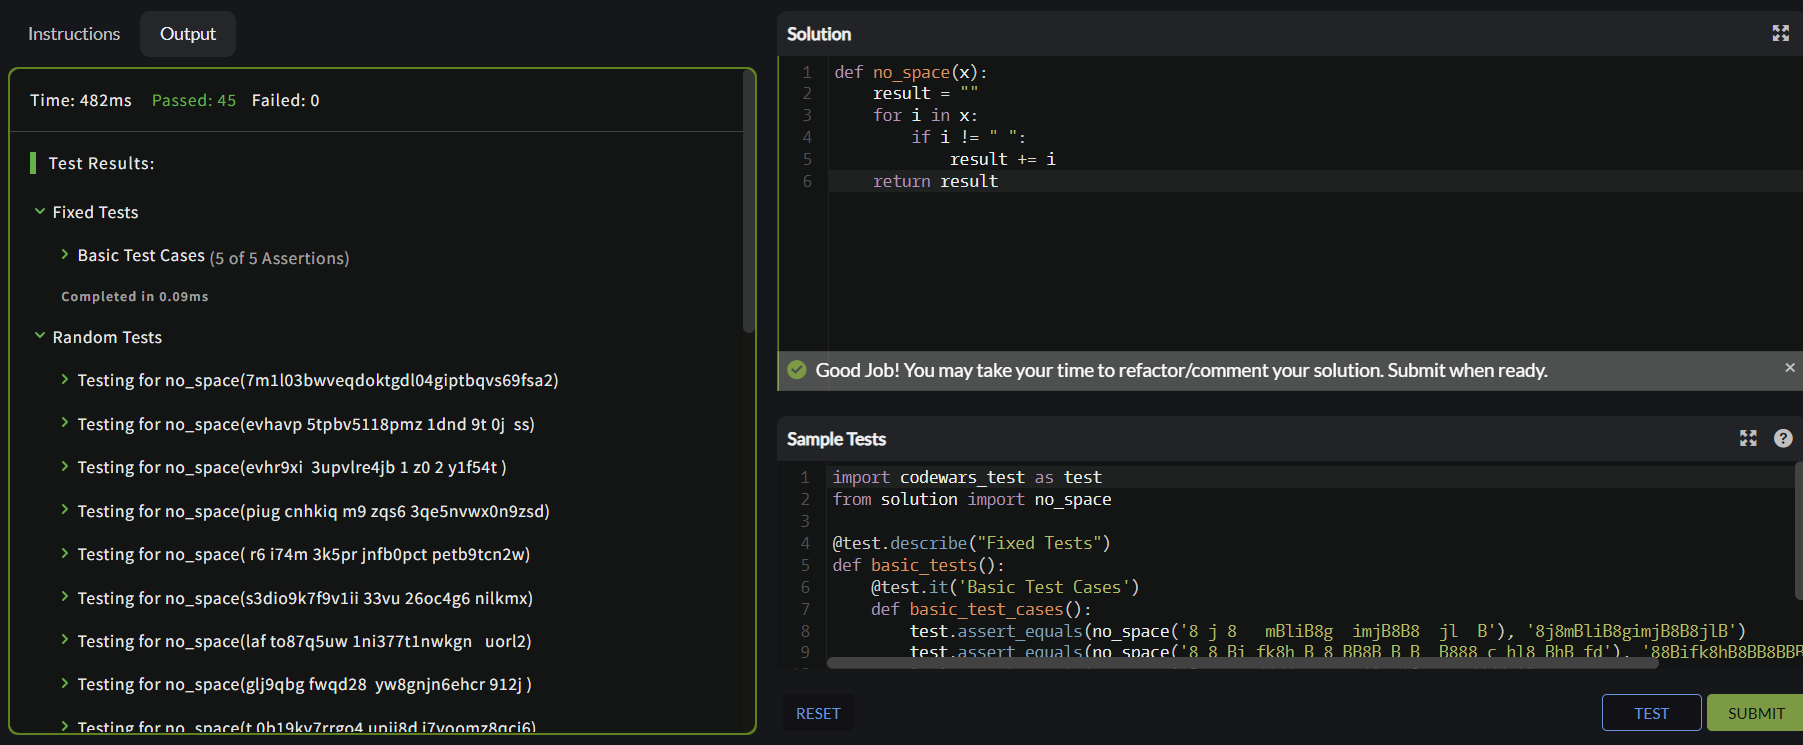 Instructions
Output
Time: 482ms Passed: 45 Failed: 0
Test Results:
Fixed Tests
Basic Test Cases (5 of 5 Assertions)
Completed in 0.09ms
Random Tests
Testing for no_space(7m1l03bwveqdoktgdl04giptbqvs69fsa2)
Testing for no_space(evhavp 5tpbv5118pmz 1dnd 9t 0j  ss)
Testing for no_space(evhr9xi  3upvlre4jb 1 z0 2 y1f54t )
Testing for no_space(piug cnhkiq m9 zqs6 3qe5nvwx0n9zsd)
Testing for no_space( r6 i74m 3k5pr jnfb0pct petb9tcn2w)
Testing for no_space(s3dio9k7f9v1ii 33vu 26oc4g6 nilkmx)
Testing for no_space(laf to87q5uw 1ni377t1nwkgn   uorl2)
Testing for no_space(glj9qbg fwqd28  yw8gnjn6ehcr 912j )
Testing for no_space(t
Solution
1 def no_space(x):
2     result = ""
3     for i in x:
4         if i != " ":
5             result += i
6     return result
Good Job! You may take your time to refactor/comment your solution. Submit when ready.
Sample Tests
1 import codewars_test as test
2 from solution import no_space
3
4 @test.describe("Fixed Tests")
5 def basic_tests():
6     @test.it('Basic Test Cases')
7     def basic_test_cases():
8         test.assert_equals(no_space('8 j 8   mBliB8g  imjB8B8  jl  B'), '8j8mBliB8gimjB8B8jlB')
9         test.assert_equals(no_space('8 8 Bi fk8h B 8 BB8B B B  B888 c hl8 BhB fd'), '88Bifk8hB8BB8BBB
RESET
TEST
SUBMIT